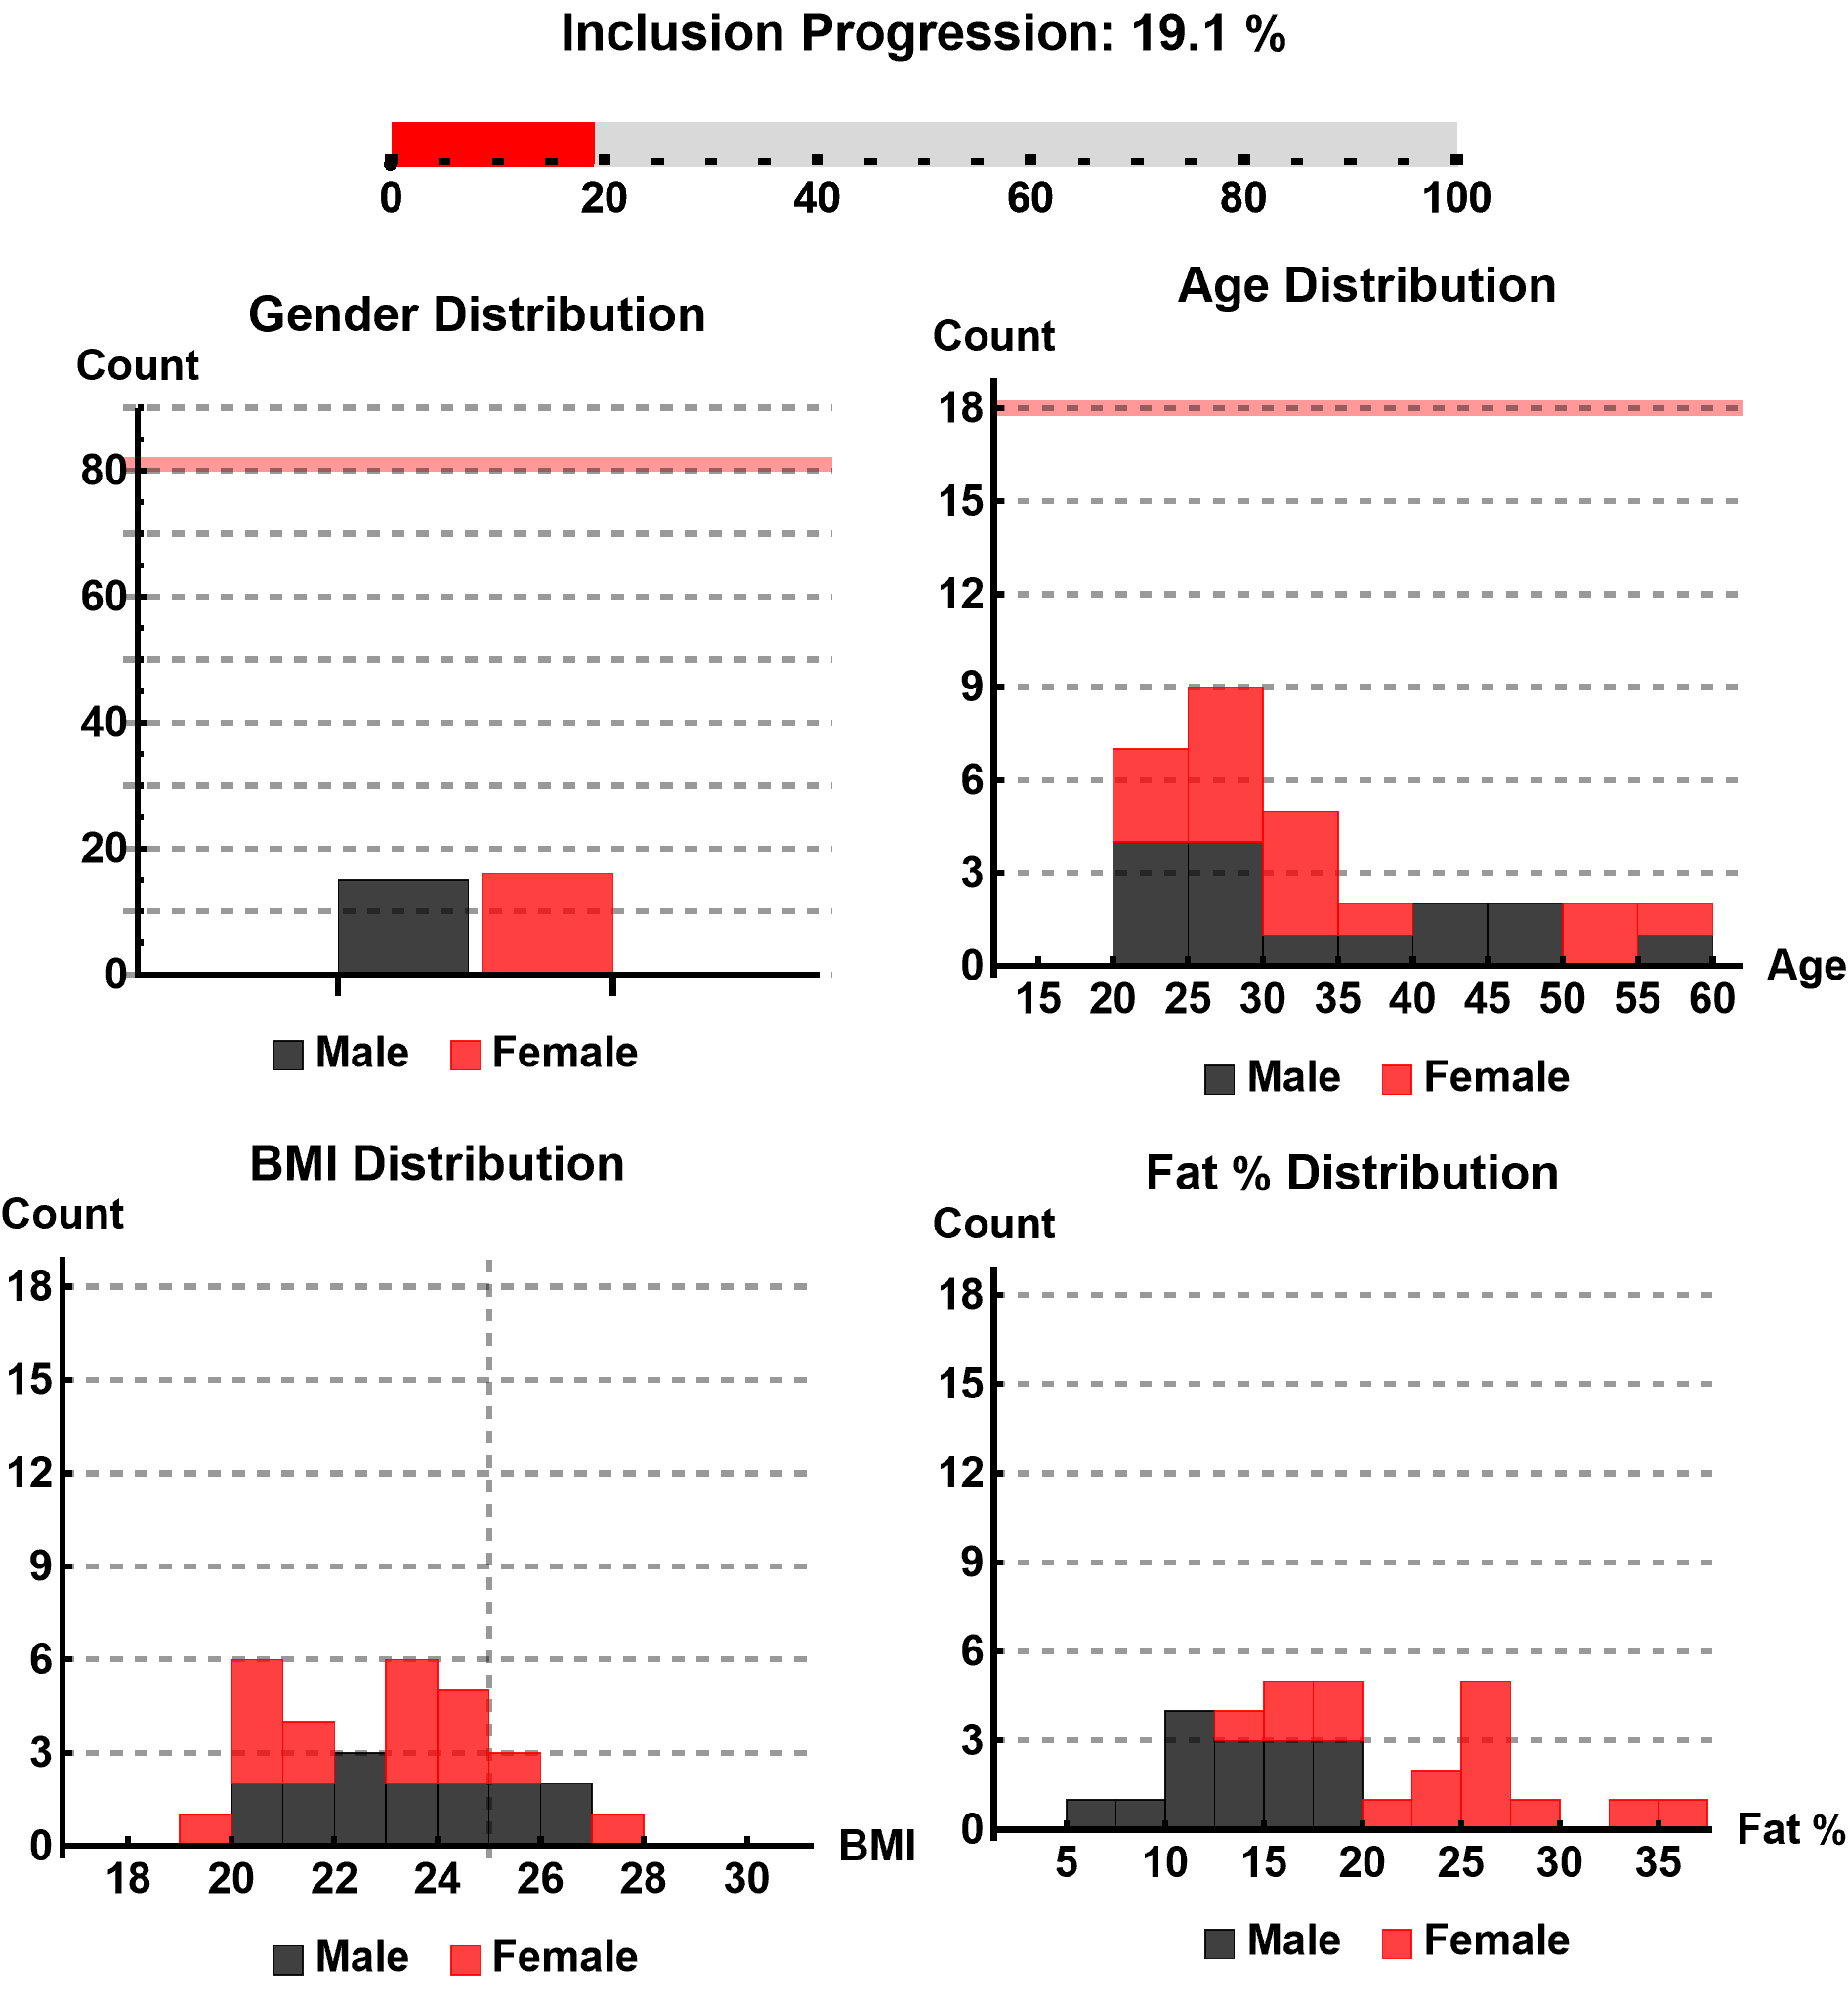 Inclusion Progression: 19.1 %
0 20 40 60 80 100
Gender Distribution
Count
80
60
40
20
0
Male Female
Age Distribution
Count
18
15
12
9
6
3
0
15 20 25 30 35 40 45 50 55 60
Age
Male Female
BMI Distribution
Count
18
15
12
9
6
3
0
18 20 22 24 26 28 30
BMI
Male Female
Fat % Distribution
Count
18
15
12
9
6
3
0
5 10 15 20 25 30 35
Fat %
Male Female